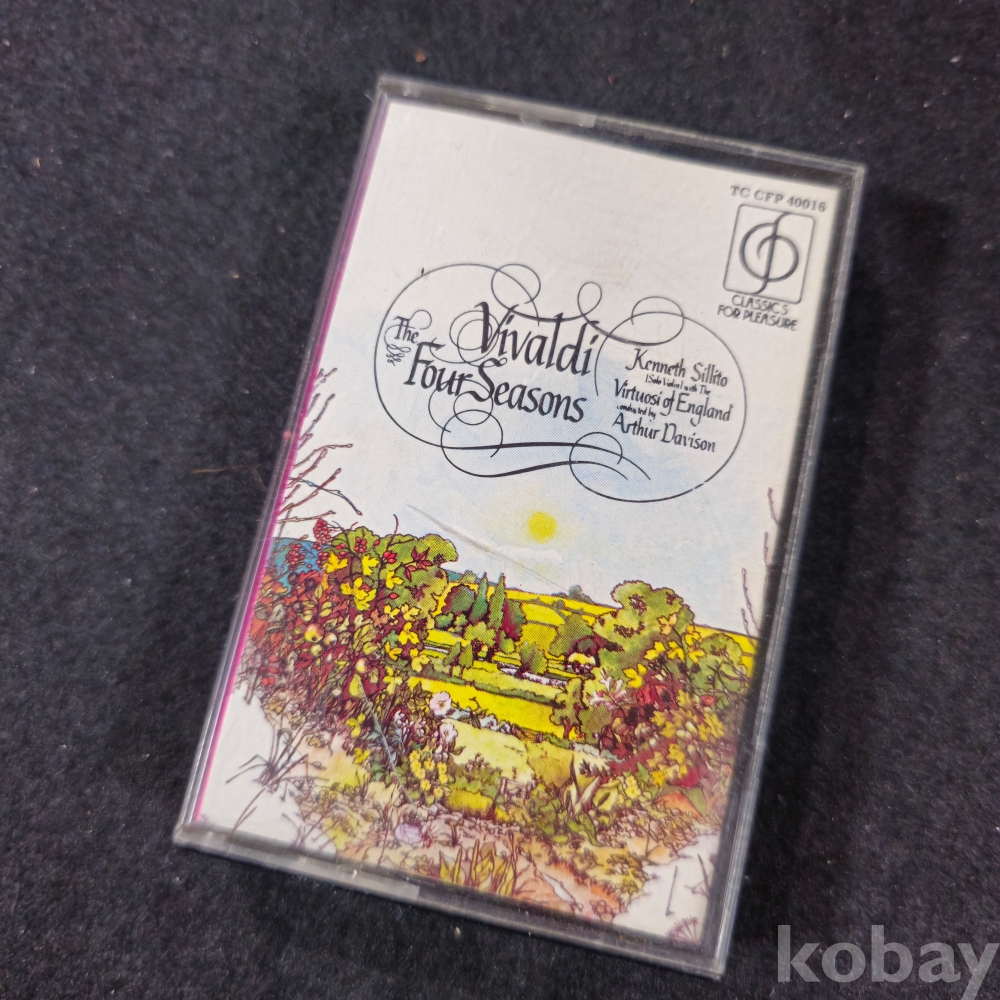 TC CFP 40016
CLASSICS
FOR PLEASURE
Vivaldi
The
Four Seasons
Kenneth Sillito
(Solo Violin) with The
Virtuosi of England
conducted by
Arthur Davison
kobay